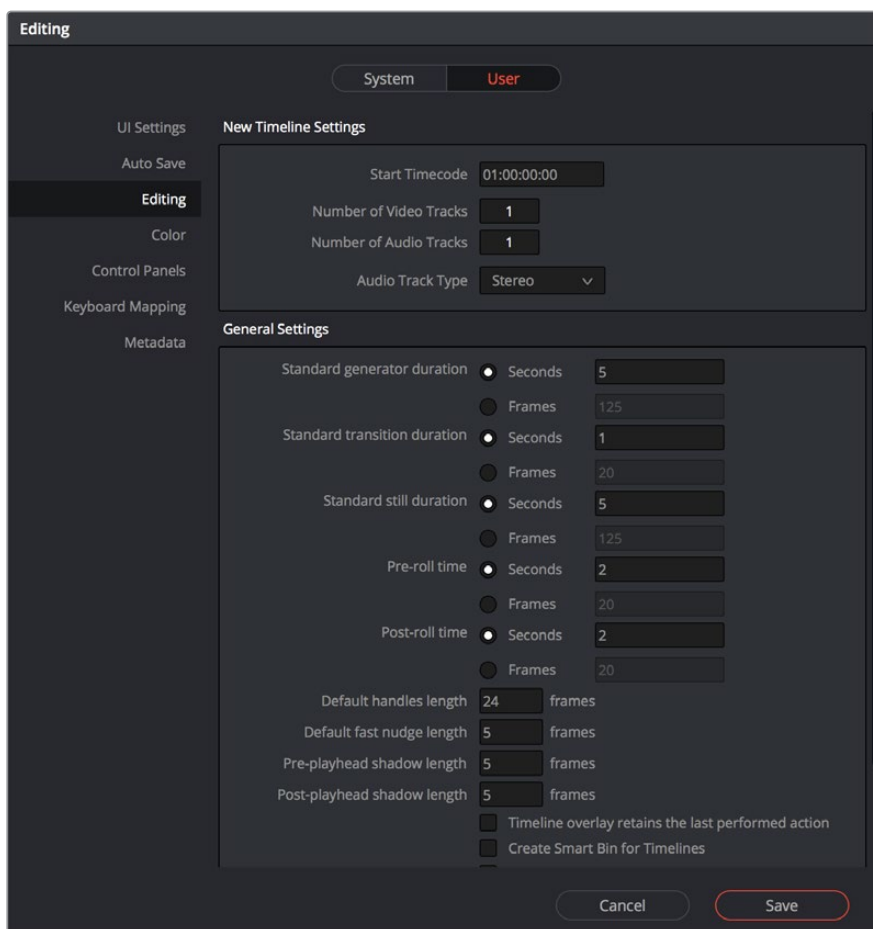 Editing
System User
UI Settings
Auto Save
Editing
Color
Control Panels
Keyboard Mapping
Metadata
New Timeline Settings
Start Timecode 01:00:00:00
Number of Video Tracks 1
Number of Audio Tracks 1
Audio Track Type Stereo
General Settings
Standard generator duration Seconds 5
Frames 125
Standard transition duration Seconds 1
Frames 20
Standard still duration Seconds 5
Frames 125
Pre-roll time Seconds 2
Frames 20
Post-roll time Seconds 2
Frames 20
Default handles length 24 frames
Default fast nudge length 5 frames
Pre-playhead shadow length 5 frames
Post-playhead shadow length 5 frames
Timeline overlay retains the last performed action
Create Smart Bin for Timelines
Cancel Save